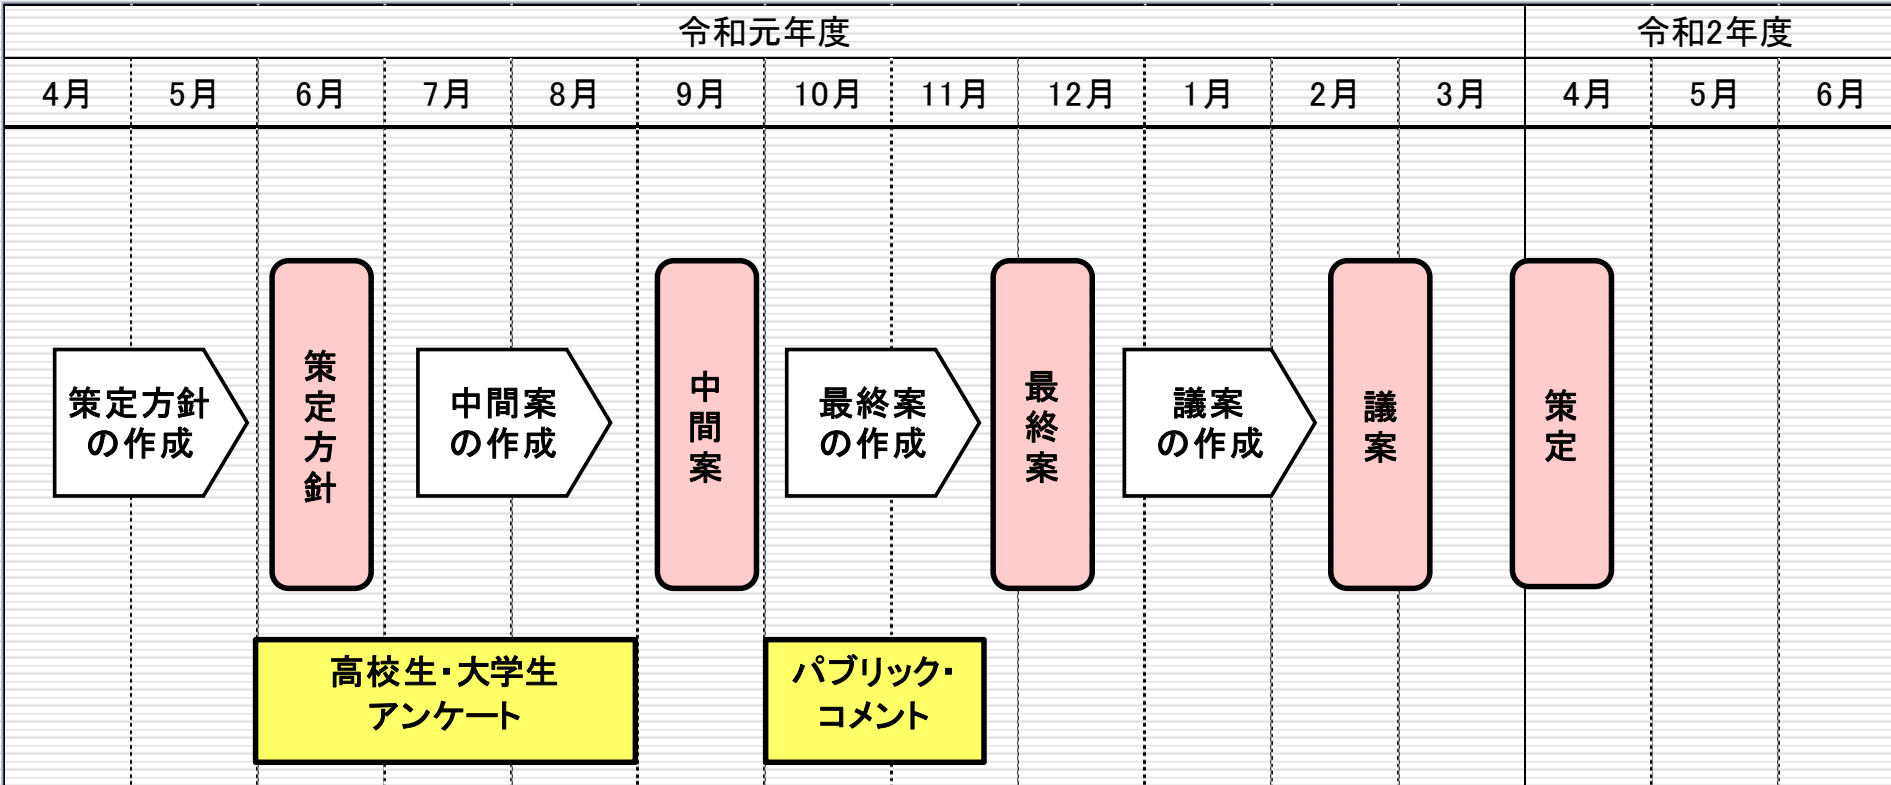 令和元年度
令和2年度
4月
5月
6月
7月
8月
9月
10月
11月
12月
1月
2月
3月
4月
5月
6月
策定方針
の作成
策定方針
中間案
の作成
中間案
最終案
の作成
最終案
議案
の作成
議案
策定
高校生・大学生
アンケート
パブリック・
コメント